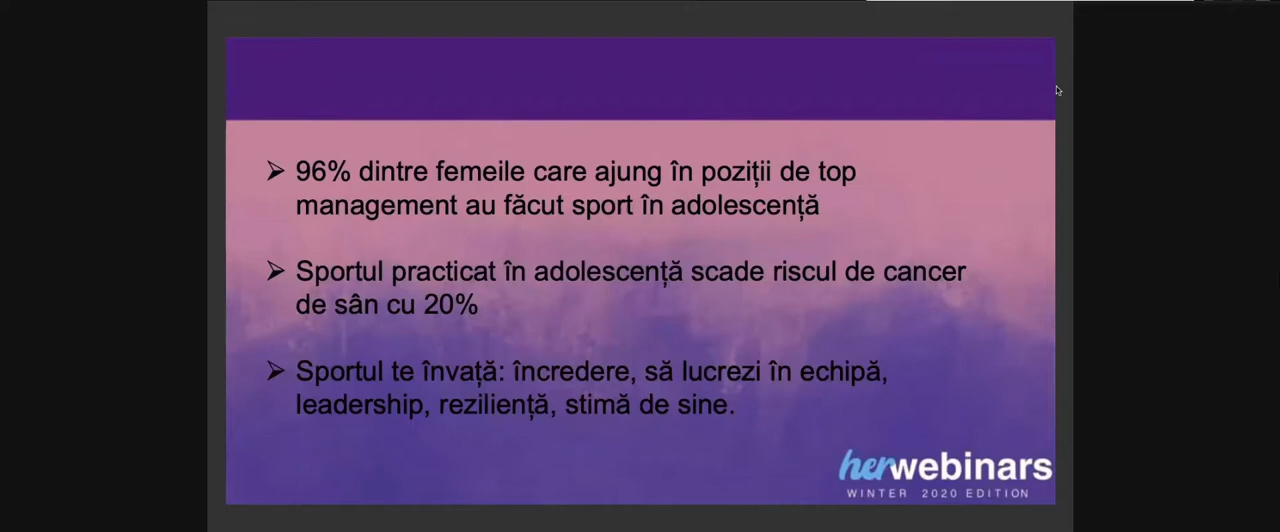 ➢ 96% dintre femeile care ajung în poziții de top
management au făcut sport în adolescență
➢ Sportul practicat în adolescență scade riscul de cancer
de sân cu 20%
➢ Sportul te învață: încredere, să lucrezi în echipă,
leadership, reziliență, stimă de sine.
herwebinars
WINTER 2020 EDITION